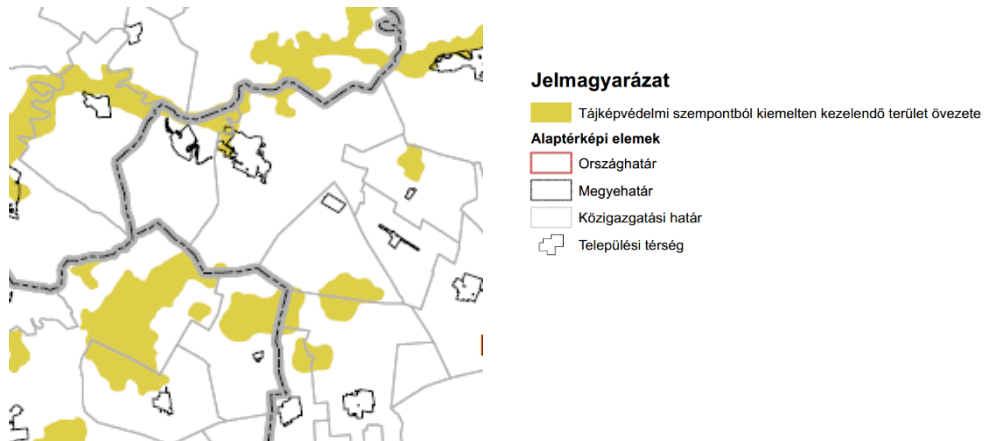 Jelmagyarázat
Tájképvédelmi szempontból kiemelten kezelendő terület övezete
Alaptérképi elemek
Országhatár
Megyehatár
Közigazgatási határ
Települési térség